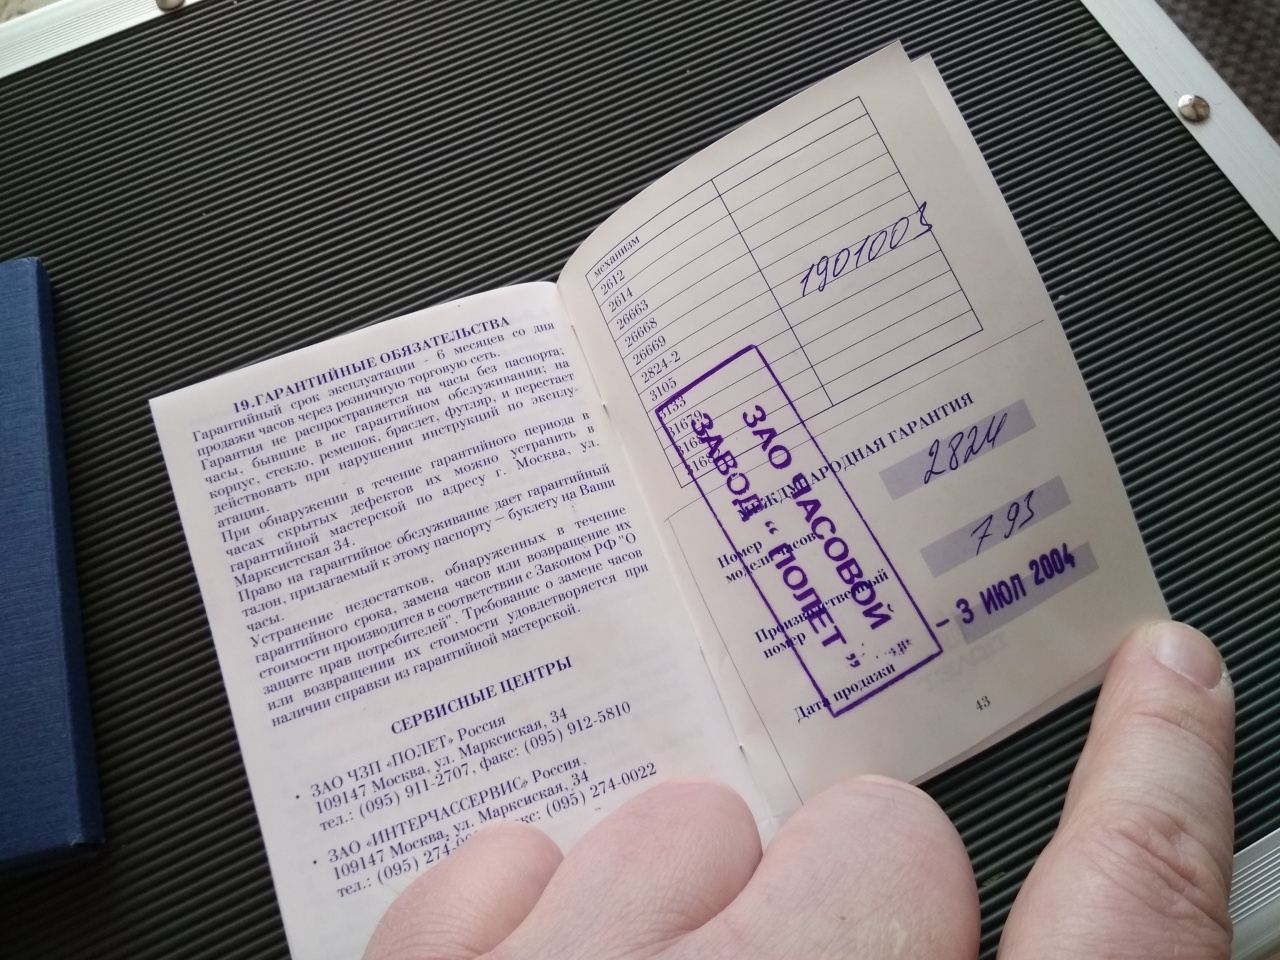 19.ГАРАНТИЙНЫЕ ОБЯЗАТЕЛЬСТВА
Гарантийный срок эксплуатации - 6 месяцев со дня
продажи часов через розничную торговую сеть.
Гарантия не распространяется на часы без паспорта;
часы, бывшие в не гарантийном обслуживании; на
корпус, стекло, ремешок, браслет, футляр, и перестает
действовать при нарушении инструкций по эксплу-
атации.
При обнаружении в течение гарантийного периода в
часах скрытых дефектов их можно устранить в
гарантийной мастерской по адресу г. Москва, ул.
Марксистская 34.
Право на гарантийное обслуживание дает гарантийный
талон, прилагаемый к этому паспорту – буклету на Ваши
часы.
Устранение недостатков, обнаруженных в течение
гарантийного срока, замена часов или возвращение их
стоимости производится в соответствии с Законом РФ "О
защите прав потребителей". Требование о замене часов
или возвращении их стоимости удовлетворяется при
наличии справки из гарантийной мастерской.
СЕРВИСНЫЕ ЦЕНТРЫ
• ЗАО ЧЗП «ПОЛЕТ» Россия
109147 Москва, ул. Марксиская, 34
тел.: (095) 911-2707, факс: (095) 912-5810
• ЗАО «ИНТЕРЧАССЕРВИС» Россия
109147 Москва, ул. Марксиская, 34
тел.: (095) 274 (095) 274-0022
механизм
2612
2614
26663
26668
26669
2824-2
3105
3133
31679
1901003
МЕЖДУНАРОДНАЯ ГАРАНТИЯ
Номер
модели часов
2824
Производственный
номер
793
Дата продажи
- 3 ИЮЛ 2004
ЗАО ЧАСОВОЙ
ЗАВОД "ПОЛЕТ"
43